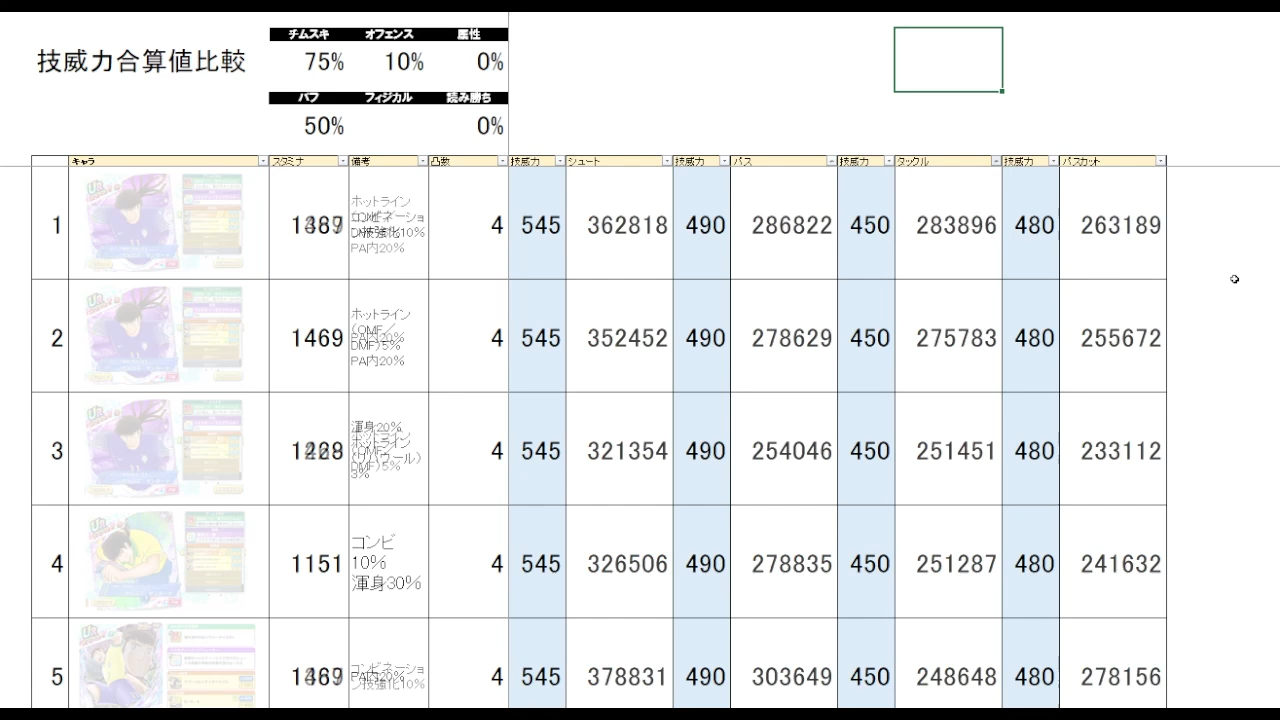 チムスキ オフェンス 属性
技威力合算値比較 75% 10% 0%
バフ フィジカル 読み勝ち
50% 0%
キャラ スタミナ 備考 凸数 技威力 シュート 技威力 パス 技威力 タックル 技威力 パスカット
ホットライン
PA内20%
1 4 545 362818 490 286822 450 283896 480 263189
ホットライン
DMF)5%
PA内20%
2 1469 4 545 352452 490 278629 450 275783 480 255672
渾身20%
3 4 545 321354 490 254046 450 251451 480 233112
コンビ
10%
渾身30%
4 1151 4 545 326506 490 278835 450 251287 480 241632
5 4 545 378831 490 303649 450 248648 480 278156